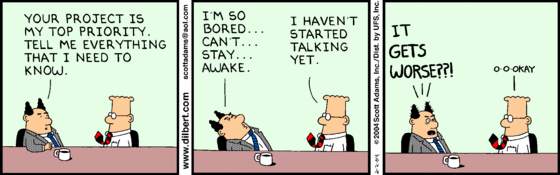 YOUR PROJECT IS
MY TOP PRIORITY.
TELL ME EVERYTHING
THAT I NEED TO
KNOW.
www.dilbert.com scottadams@aol.com
I'M SO
BORED...
CAN'T...
STAY...
AWAKE.
I HAVEN'T
STARTED
TALKING
YET.
©2004 Scott Adams, Inc./Dist. by UFS, Inc.
IT
GETS
WORSE??!
O-O-OKAY